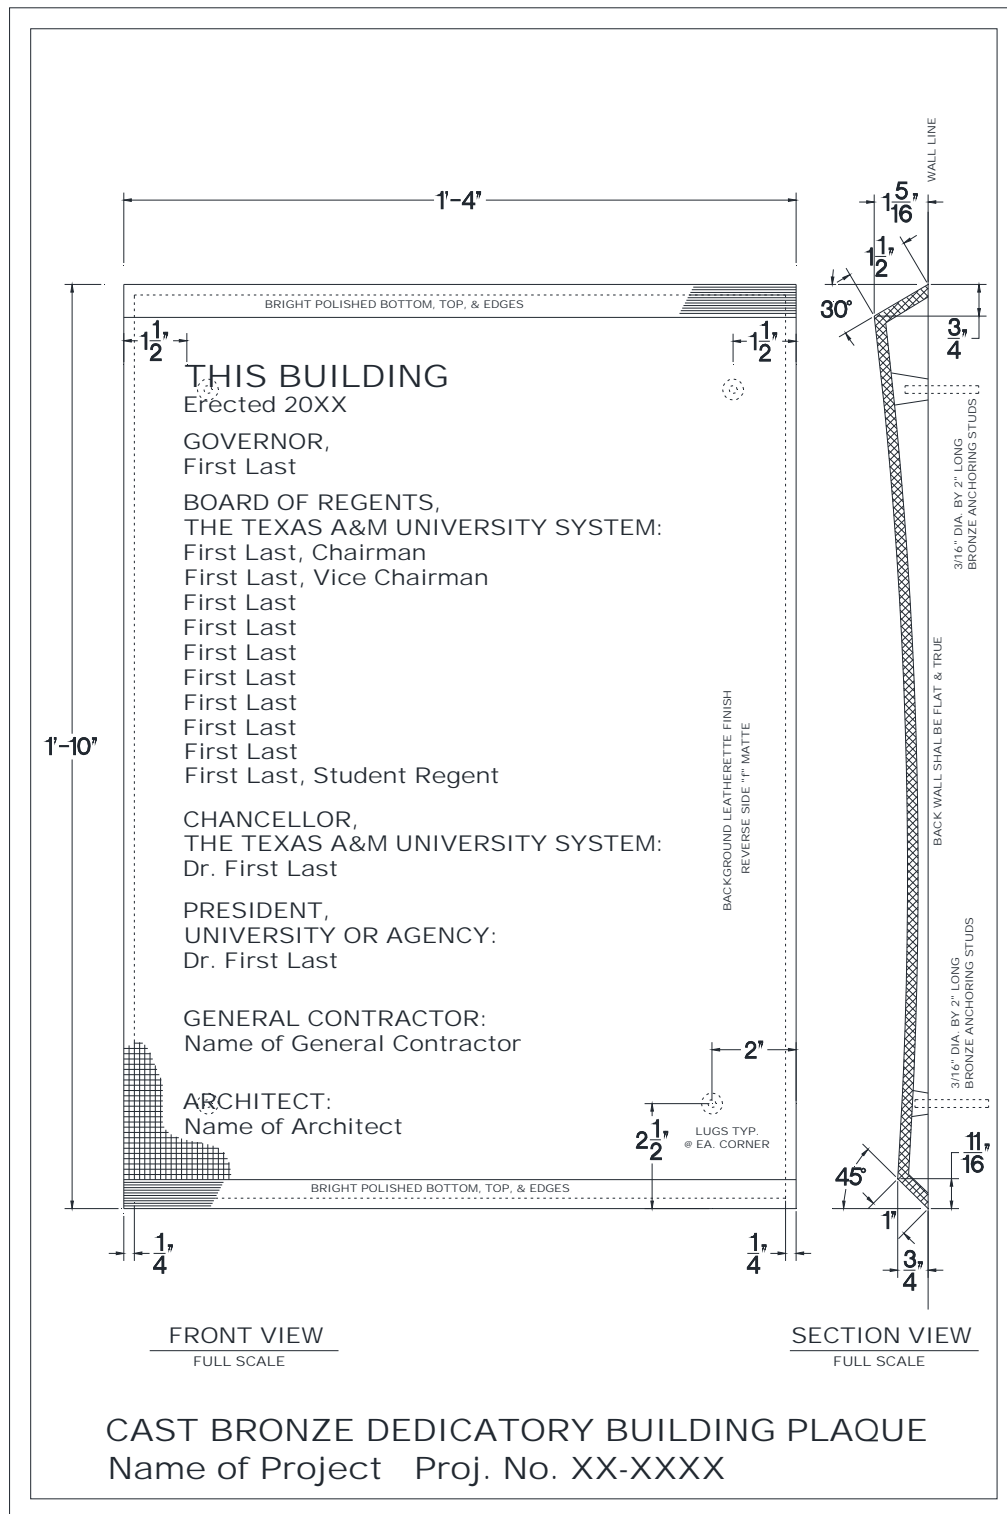 WALL LINE
1'-4"
1 5/16"
1 1/2"
30°
3/4"
BRIGHT POLISHED BOTTOM, TOP, & EDGES
1 1/2"
1 1/2"
THIS BUILDING
Erected 20XX
GOVERNOR,
First Last
BOARD OF REGENTS,
THE TEXAS A&M UNIVERSITY SYSTEM:
First Last, Chairman
First Last, Vice Chairman
First Last
First Last
First Last
First Last
First Last
First Last
First Last
First Last, Student Regent
CHANCELLOR,
THE TEXAS A&M UNIVERSITY SYSTEM:
Dr. First Last
PRESIDENT,
UNIVERSITY OR AGENCY:
Dr. First Last
GENERAL CONTRACTOR:
Name of General Contractor
ARCHITECT:
Name of Architect
1'-10"
BACKGROUND LEATHERETTE FINISH
REVERSE SIDE "f" MATTE
3/16" DIA. BY 2" LONG
BRONZE ANCHORING STUDS
BACK WALL SHAL BE FLAT & TRUE
3/16" DIA. BY 2" LONG
BRONZE ANCHORING STUDS
2"
2 1/2"
LUGS TYP.
@ EA. CORNER
11/16"
45°
1"
3/4"
BRIGHT POLISHED BOTTOM, TOP, & EDGES
1/4"
1/4"
FRONT VIEW
FULL SCALE
SECTION VIEW
FULL SCALE
CAST BRONZE DEDICATORY BUILDING PLAQUE
Name of Project Proj. No. XX-XXXX